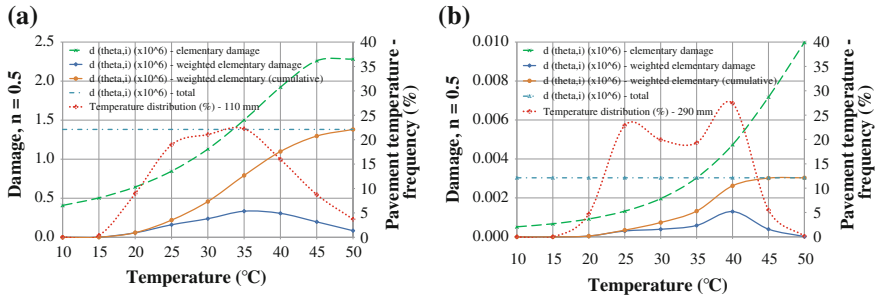 (a)
d (theta,i) (x10^6) - elementary damage
d (theta,i) (x10^6) - weighted elementary damage
d (theta,i) (x10^6) - weighted elementary (cumulative)
d (theta,i) (x10^6) - total
Temperature distribution (%) - 110 mm
Damage, n = 0.5
2.5
2.0
1.5
1.0
0.5
0.0
40
35
30
25
20
15
10
5
0
Pavement temperature -
frequency (%)
10 15 20 25 30 35 40 45 50
Temperature (°C)
(b)
d (theta,i) (x10^6) - elementary damage
d (theta,i) (x10^6) - weighted elementary damage
d (theta,i) (x10^6) - weighted elementary (cumulative)
d (theta,i) (x10^6) - total
Temperature distribution (%) - 290 mm
Damage, n = 0.5
0.010
0.008
0.006
0.004
0.002
0.000
40
35
30
25
20
15
10
5
0
Pavement temperature -
frequency (%)
10 15 20 25 30 35 40 45 50
Temperature (°C)